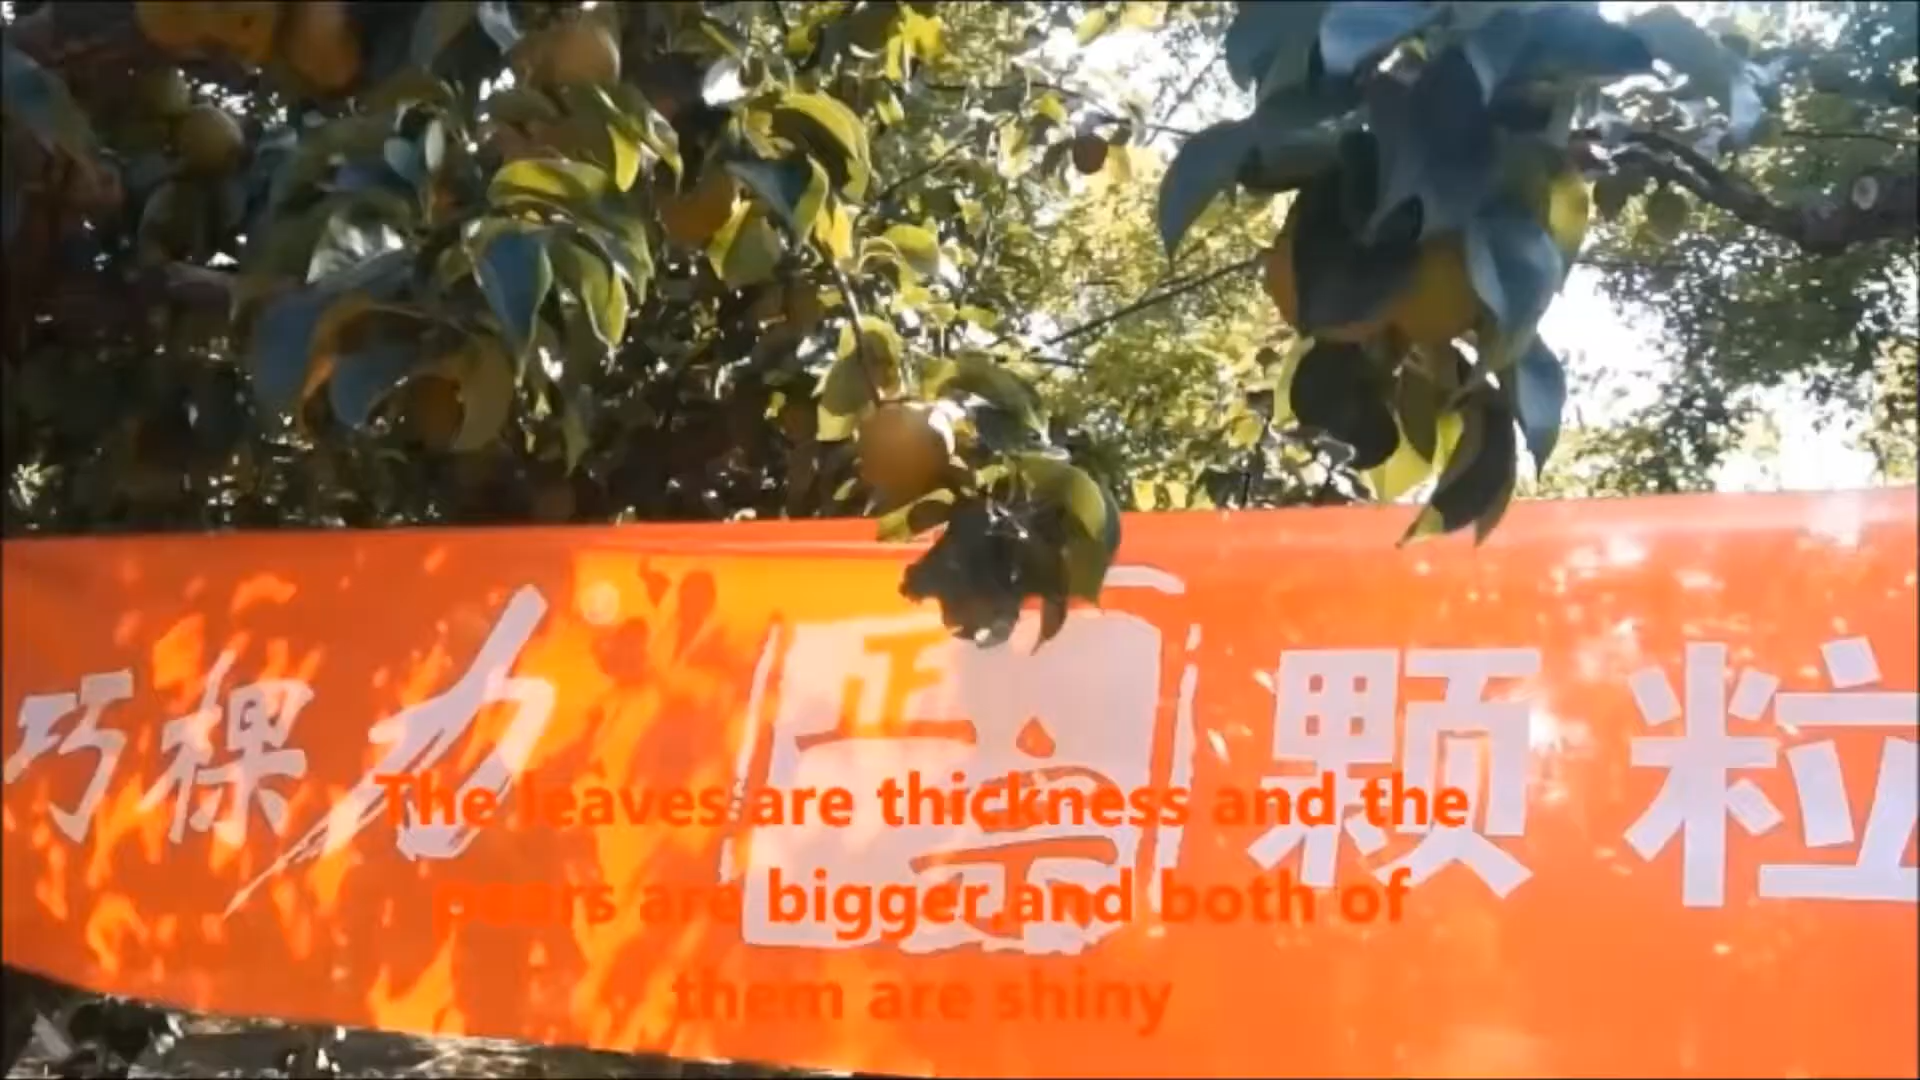 巧棵力 颗粒
The leaves are thickness and the
pears are bigger,and both of
them are shiny